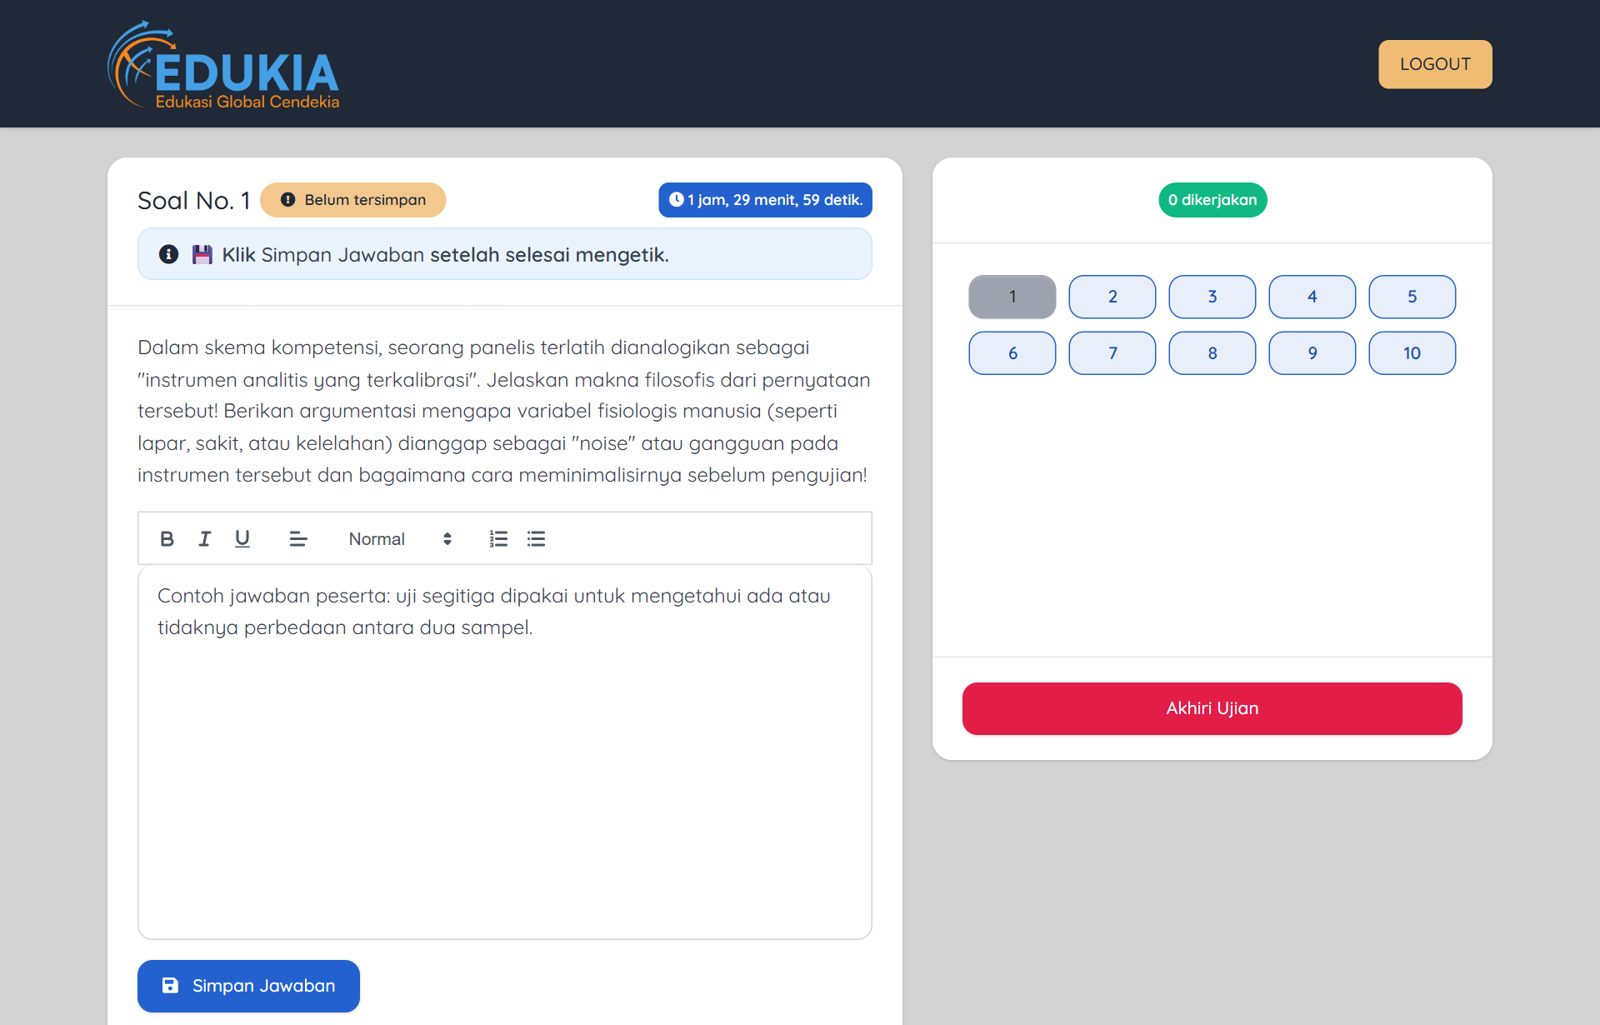 EDUKIA
Edukasi Global Cendekia
LOGOUT
Soal No. 1
Belum tersimpan
1 jam, 29 menit, 59 detik.
Klik Simpan Jawaban setelah selesai mengetik.
Dalam skema kompetensi, seorang panelis terlatih dianalogikan sebagai
"instrumen analitis yang terkalibrasi". Jelaskan makna filosofis dari pernyataan
tersebut! Berikan argumentasi mengapa variabel fisiologis manusia (seperti
lapar, sakit, atau kelelahan) dianggap sebagai "noise" atau gangguan pada
instrumen tersebut dan bagaimana cara meminimalisirnya sebelum pengujian!
B I U
Normal
Contoh jawaban peserta: uji segitiga dipakai untuk mengetahui ada atau
tidaknya perbedaan antara dua sampel.
Simpan Jawaban
0 dikerjakan
1 2 3 4 5
6 7 8 9 10
Akhiri Ujian